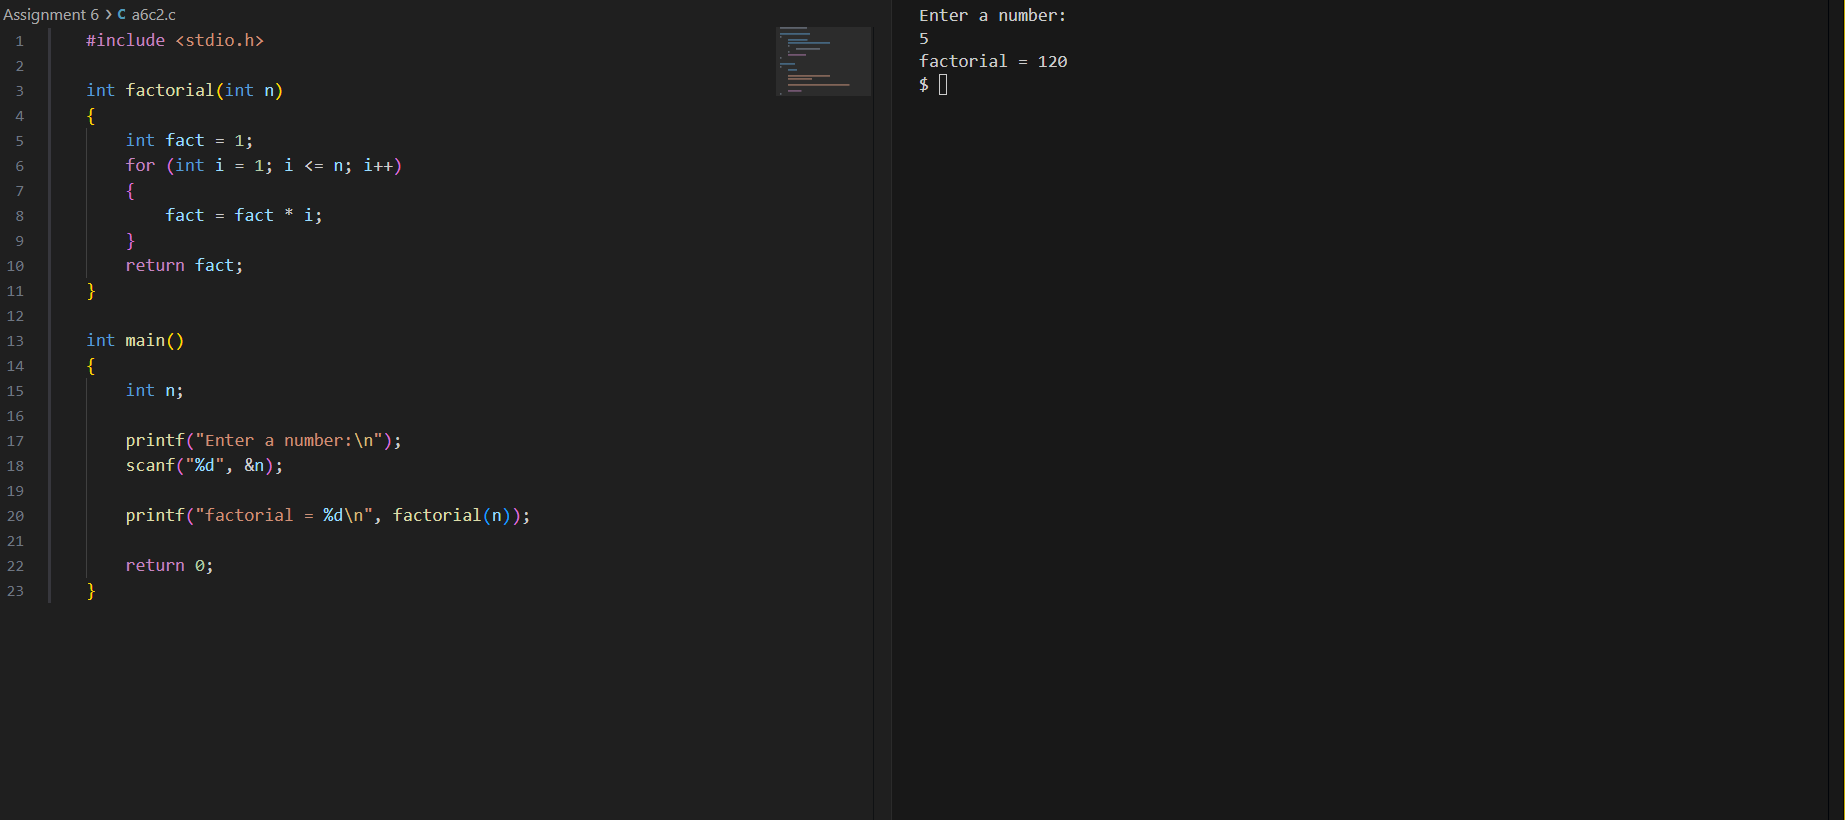 Assignment 6 > C a6c2.c
1 #include <stdio.h>
2
3 int factorial(int n)
4 {
5     int fact = 1;
6     for (int i = 1; i <= n; i++)
7     {
8         fact = fact * i;
9     }
10     return fact;
11 }
12
13 int main()
14 {
15     int n;
16
17     printf("Enter a number:\n");
18     scanf("%d", &n);
19
20     printf("factorial = %d\n", factorial(n));
21
22     return 0;
23 }
Enter a number:
5
factorial = 120
$